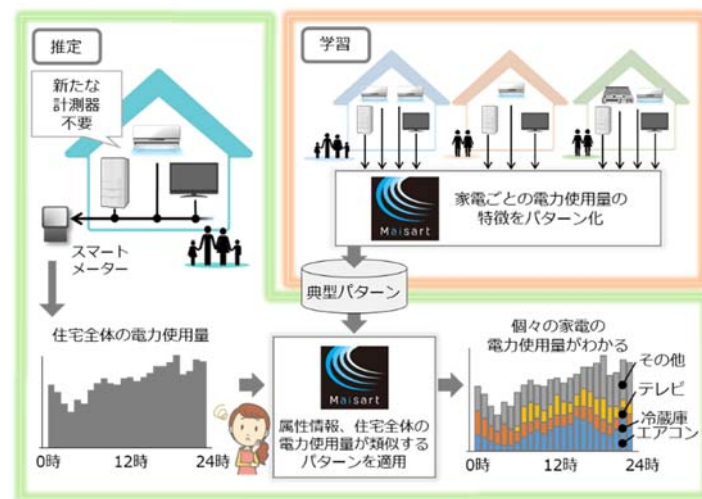 推定
新たな
計測器
不要
スマート
メーター
学習
Maisart
家電ごとの電力使用量の
特徴をパターン化
典型パターン
住宅全体の電力使用量
0時
12時
24時
Maisart
属性情報、住宅全体の
電力使用量が類似する
パターンを適用
個々の家電の
電力使用量がわかる
その他
テレビ
冷蔵庫
エアコン
0時
12時
24時